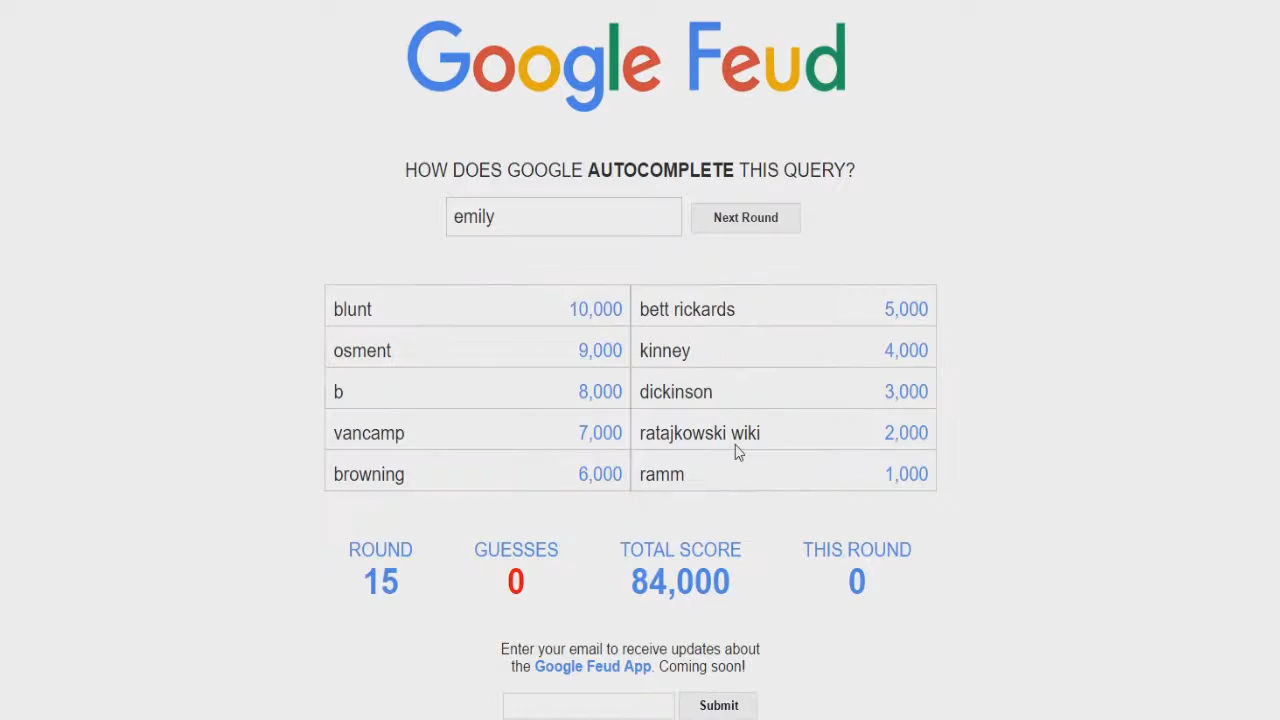 Google Feud
HOW DOES GOOGLE AUTOCOMPLETE THIS QUERY?
emily
Next Round
blunt 10,000
osment 9,000
b 8,000
vancamp 7,000
browning 6,000
bett rickards 5,000
kinney 4,000
dickinson 3,000
ratajkowski wiki 2,000
ramm 1,000
ROUND GUESSES TOTAL SCORE THIS ROUND
15 0 84,000 0
Enter your email to receive updates about
the Google Feud App. Coming soon!
Submit